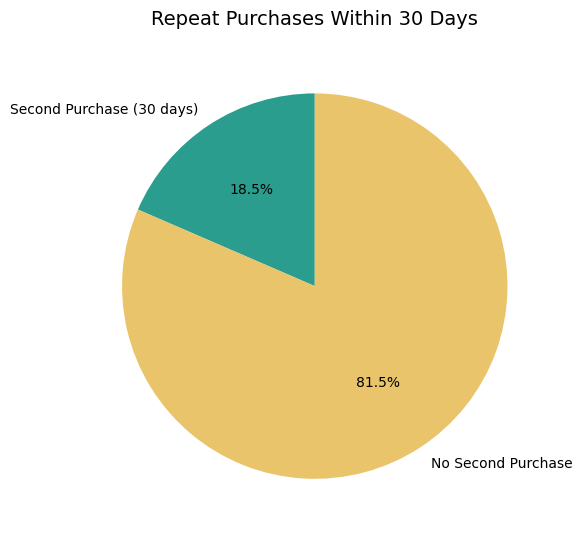 Repeat Purchases Within 30 Days
Second Purchase (30 days)
18.5%
81.5%
No Second Purchase